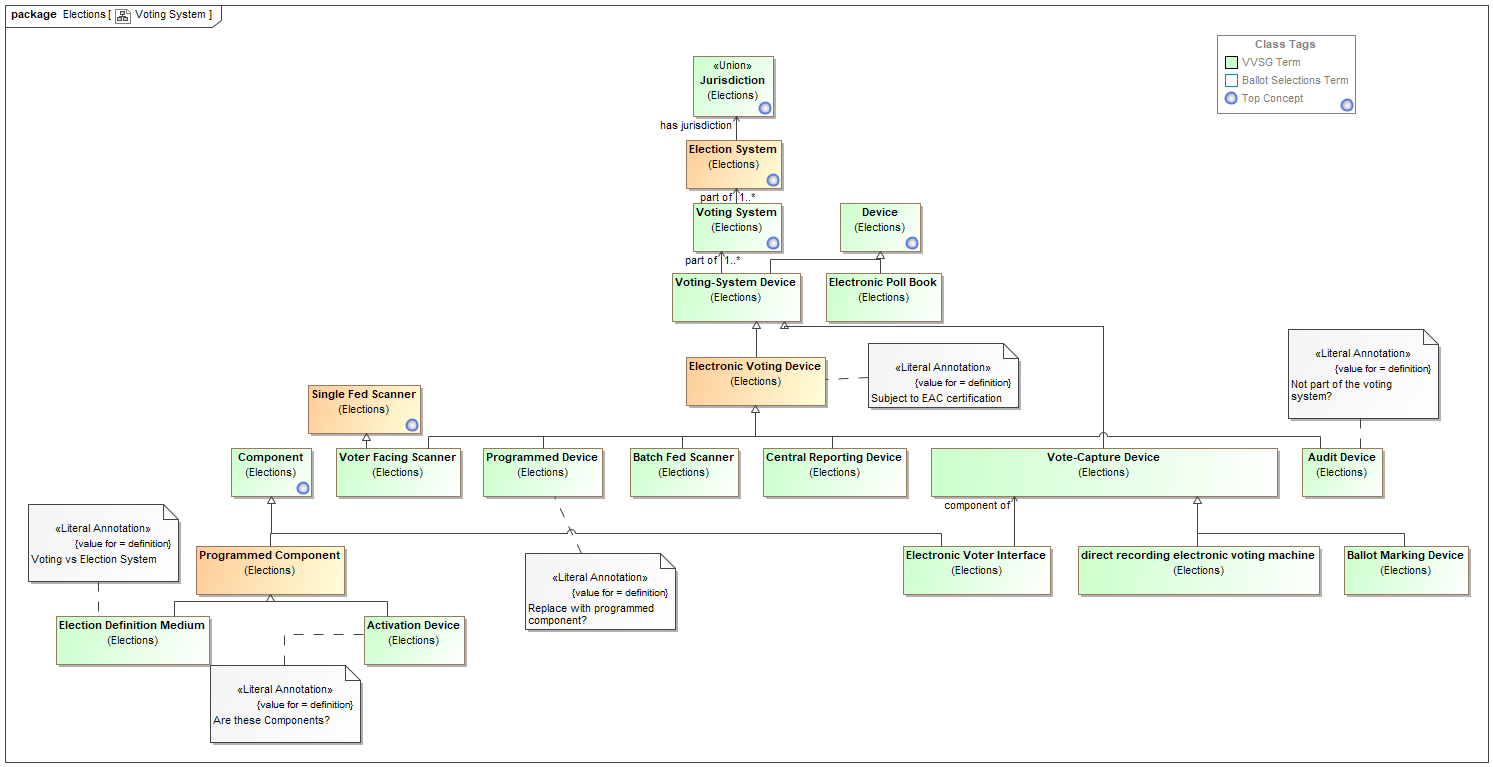 package Elections [ Voting System ]
Class Tags
VVSG Term
Ballot Selections Term
Top Concept
«Union»
Jurisdiction
(Elections)
has jurisdiction
Election System
(Elections)
part of 1..*
Voting System
(Elections)
Device
(Elections)
part of 1..*
Voting-System Device
(Elections)
Electronic Poll Book
(Elections)
Electronic Voting Device
(Elections)
«Literal Annotation»
{value for = definition}
Subject to EAC certification
«Literal Annotation»
{value for = definition}
Not part of the voting
system?
Single Fed Scanner
(Elections)
Component
(Elections)
Voter Facing Scanner
(Elections)
Programmed Device
(Elections)
Batch Fed Scanner
(Elections)
Central Reporting Device
(Elections)
Vote-Capture Device
(Elections)
Audit Device
(Elections)
component of
«Literal Annotation»
{value for = definition}
Voting vs Election System
Programmed Component
(Elections)
«Literal Annotation»
{value for = definition}
Replace with programmed
component?
Electronic Voter Interface
(Elections)
direct recording electronic voting machine
(Elections)
Ballot Marking Device
(Elections)
Election Definition Medium
(Elections)
Activation Device
(Elections)
«Literal Annotation»
{value for = definition}
Are these Components?